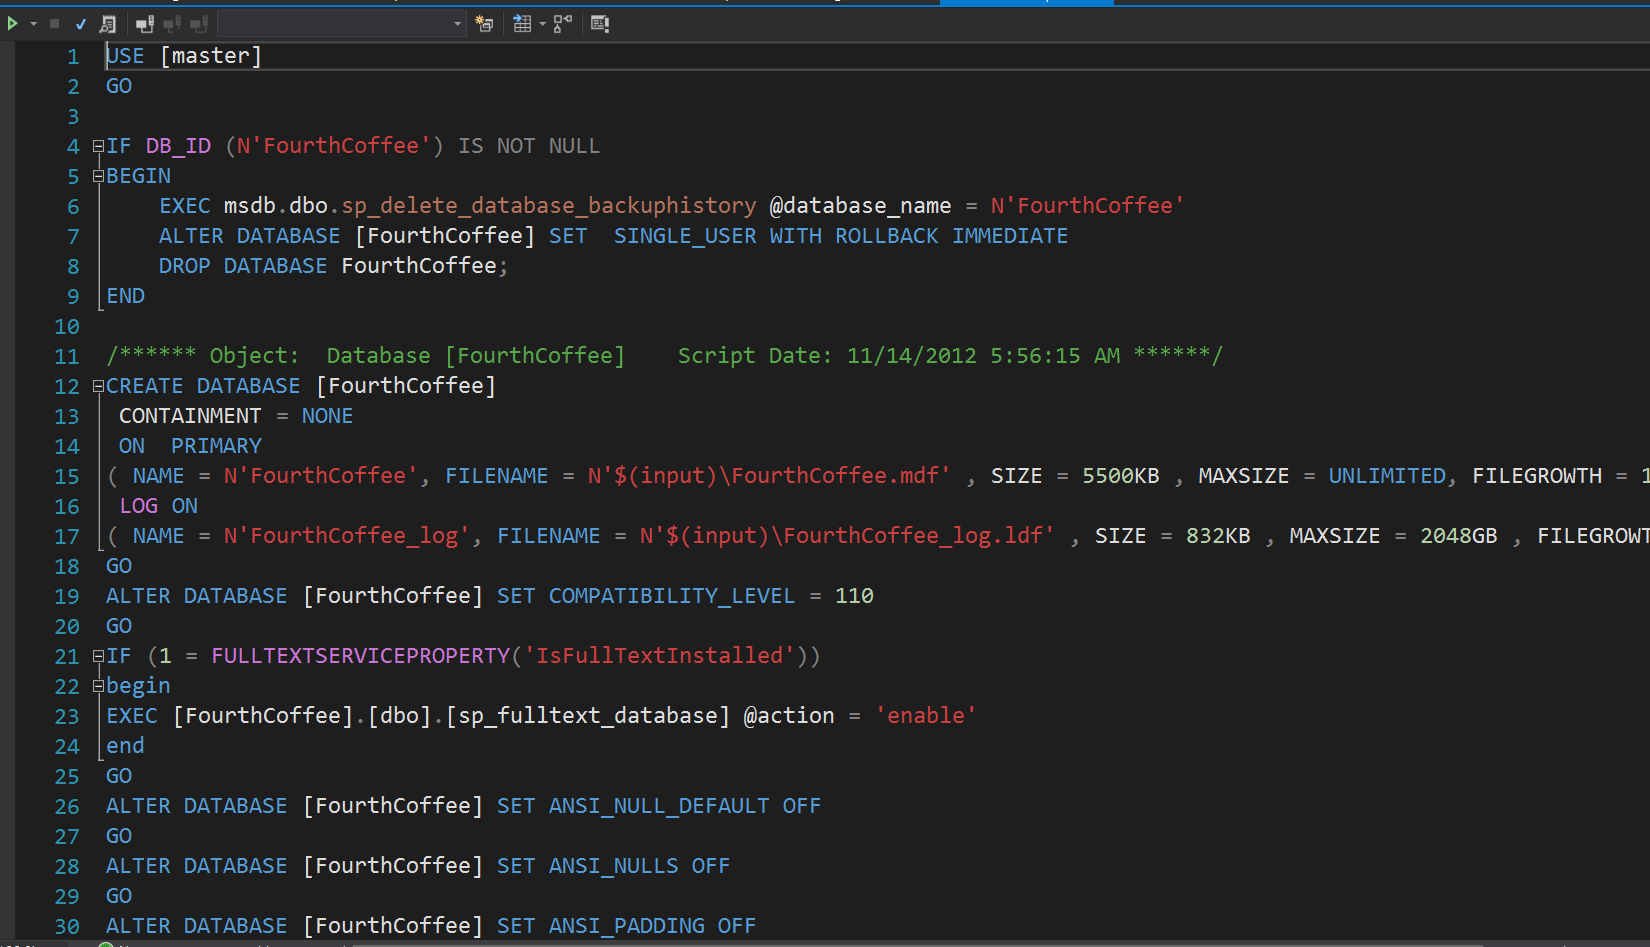 1 USE [master]
2 GO
3
4 IF DB_ID (N'FourthCoffee') IS NOT NULL
5 BEGIN
6 EXEC msdb.dbo.sp_delete_database_backuphistory @database_name = N'FourthCoffee'
7 ALTER DATABASE [FourthCoffee] SET  SINGLE_USER WITH ROLLBACK IMMEDIATE
8 DROP DATABASE FourthCoffee;
9 END
10
11 /****** Object:  Database [FourthCoffee]    Script Date: 11/14/2012 5:56:15 AM ******/
12 CREATE DATABASE [FourthCoffee]
13 CONTAINMENT = NONE
14 ON  PRIMARY
15 ( NAME = N'FourthCoffee', FILENAME = N'$(input)\FourthCoffee.mdf' , SIZE = 5500KB , MAXSIZE = UNLIMITED, FILEGROWTH = 1
16 LOG ON
17 ( NAME = N'FourthCoffee_log', FILENAME = N'$(input)\FourthCoffee_log.ldf' , SIZE = 832KB , MAXSIZE = 2048GB , FILEGROWT
18 GO
19 ALTER DATABASE [FourthCoffee] SET COMPATIBILITY_LEVEL = 110
20 GO
21 IF (1 = FULLTEXTSERVICEPROPERTY('IsFullTextInstalled'))
22 begin
23 EXEC [FourthCoffee].[dbo].[sp_fulltext_database] @action = 'enable'
24 end
25 GO
26 ALTER DATABASE [FourthCoffee] SET ANSI_NULL_DEFAULT OFF
27 GO
28 ALTER DATABASE [FourthCoffee] SET ANSI_NULLS OFF
29 GO
30 ALTER DATABASE [FourthCoffee] SET ANSI_PADDING OFF